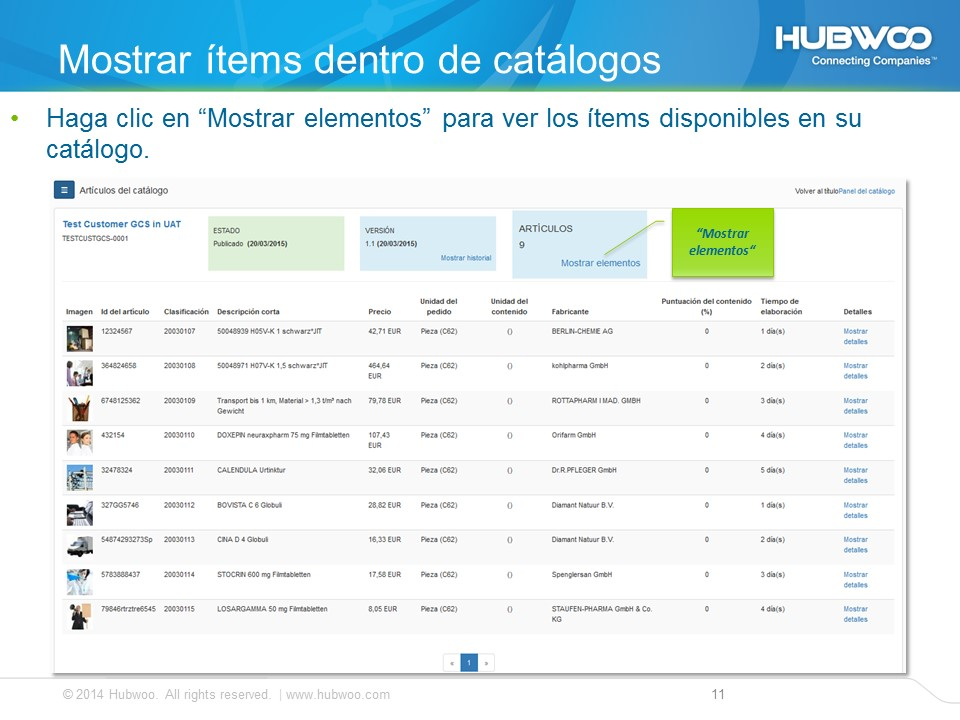 Mostrar ítems dentro de catálogos
HUBWOO
Connecting Companies™
• Haga clic en “Mostrar elementos” para ver los ítems disponibles en su
catálogo.
Artículos del catálogo
Volver al títuloPanel del catálogo
Test Customer GCS in UAT
TESTCUSTGCS-0001
ESTADO
Publicado (20/03/2015)
VERSIÓN
1.1 (20/03/2015)
Mostrar historial
ARTÍCULOS
9
Mostrar elementos
“Mostrar
elementos“
Imagen Id del artículo Clasificación Descripción corta Precio Unidad del pedido Unidad del contenido Fabricante Puntuación del contenido (%) Tiempo de elaboración Detalles
12324567 20030107 50048939 H05V-K 1 schwarz*JIT 42,71 EUR Pieza (C62) () BERLIN-CHEMIE AG 0 1 día(s) Mostrar detalles
364824658 20030108 50048971 H07V-K 1,5 schwarz*JIT 464,64 EUR Pieza (C62) () kohlpharma GmbH 0 2 día(s) Mostrar detalles
6748125362 20030109 Transport bis 1 km, Material > 1,3 t/m³ nach Gewicht 79,78 EUR Pieza (C62) () ROTTAPHARM I MAD. GMBH 0 3 día(s) Mostrar detalles
432154 20030110 DOXEPIN neuraxpharm 75 mg Filmtabletten 107,43 EUR Pieza (C62) () Orifarm GmbH 0 4 día(s) Mostrar detalles
32478324 20030111 CALENDULA Urtinktur 32,06 EUR Pieza (C62) () Dr.R.PFLEGER GmbH 0 5 día(s) Mostrar detalles
327GG5746 20030112 BOVISTA C 6 Globuli 28,82 EUR Pieza (C62) () Diamant Natuur B.V. 0 1 día(s) Mostrar detalles
54874293273Sp 20030113 CINA D 4 Globuli 16,33 EUR Pieza (C62) () Diamant Natuur B.V. 0 2 día(s) Mostrar detalles
5783888437 20030114 STOCRIN 600 mg Filmtabletten 17,58 EUR Pieza (C62) () Spenglersan GmbH 0 3 día(s) Mostrar detalles
79846rtrztre6545 20030115 LOSARGAMMA 50 mg Filmtabletten 8,05 EUR Pieza (C62) () STAUFEN-PHARMA GmbH & Co. KG 0 4 día(s) Mostrar detalles
« 1 »
© 2014 Hubwoo. All rights reserved. | www.hubwoo.com
11